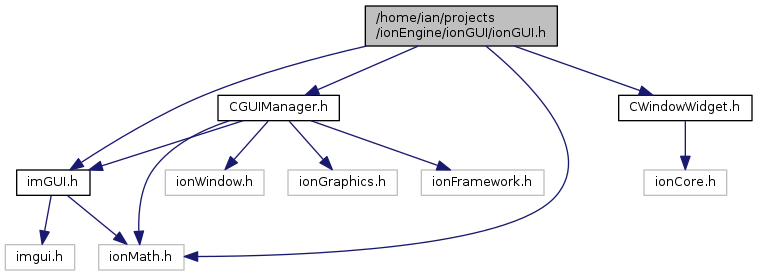 /home/ian/projects
/ionEngine/ionGUI/ionGUI.h
CGUIManager.h
CWindowWidget.h
imGUI.h
ionWindow.h
ionGraphics.h
ionFramework.h
ionCore.h
imgui.h
ionMath.h